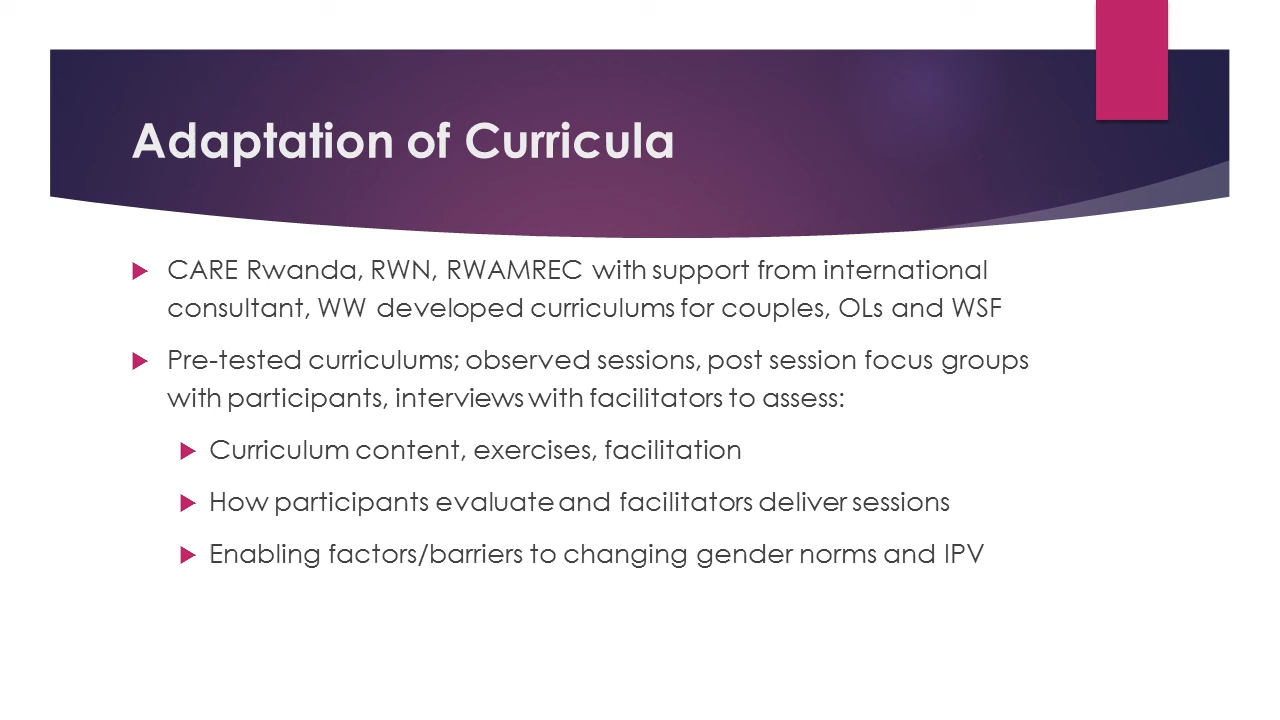 Adaptation of Curricula
CARE Rwanda, RWN, RWAMREC with support from international
consultant, WW developed curriculums for couples, OLs and WSF
Pre-tested curriculums; observed sessions, post session focus groups
with participants, interviews with facilitators to assess:
Curriculum content, exercises, facilitation
How participants evaluate and facilitators deliver sessions
Enabling factors/barriers to changing gender norms and IPV